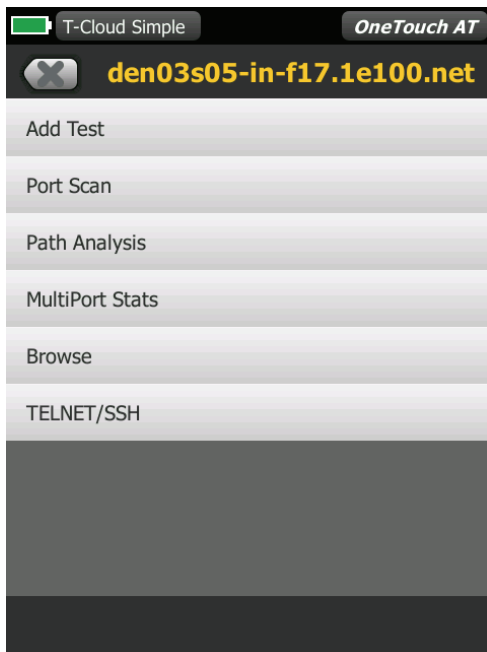 T-Cloud Simple
OneTouch AT
den03s05-in-f17.1e100.net
Add Test
Port Scan
Path Analysis
MultiPort Stats
Browse
TELNET/SSH